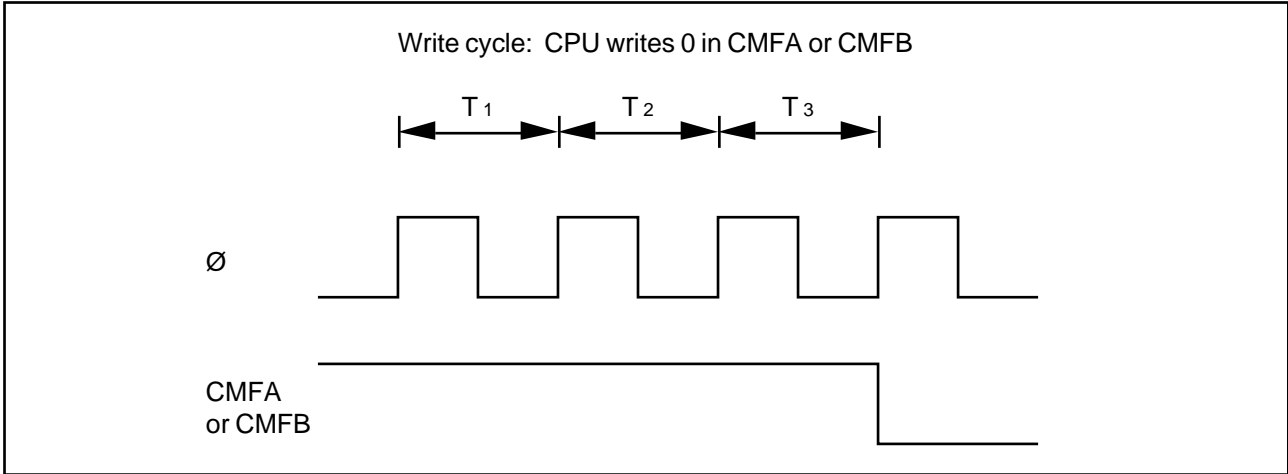 Write cycle: CPU writes 0 in CMFA or CMFB
T1 T2 T3
Ø
CMFA
or CMFB